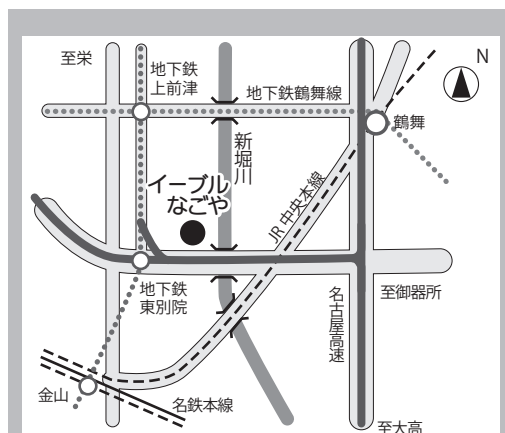 至栄
地下鉄
上前津
地下鉄鶴舞線
N
鶴舞
新堀川
イーブル
なごや
JR中央本線
地下鉄
東別院
名古屋高速
至御器所
金山
名鉄本線
至大高